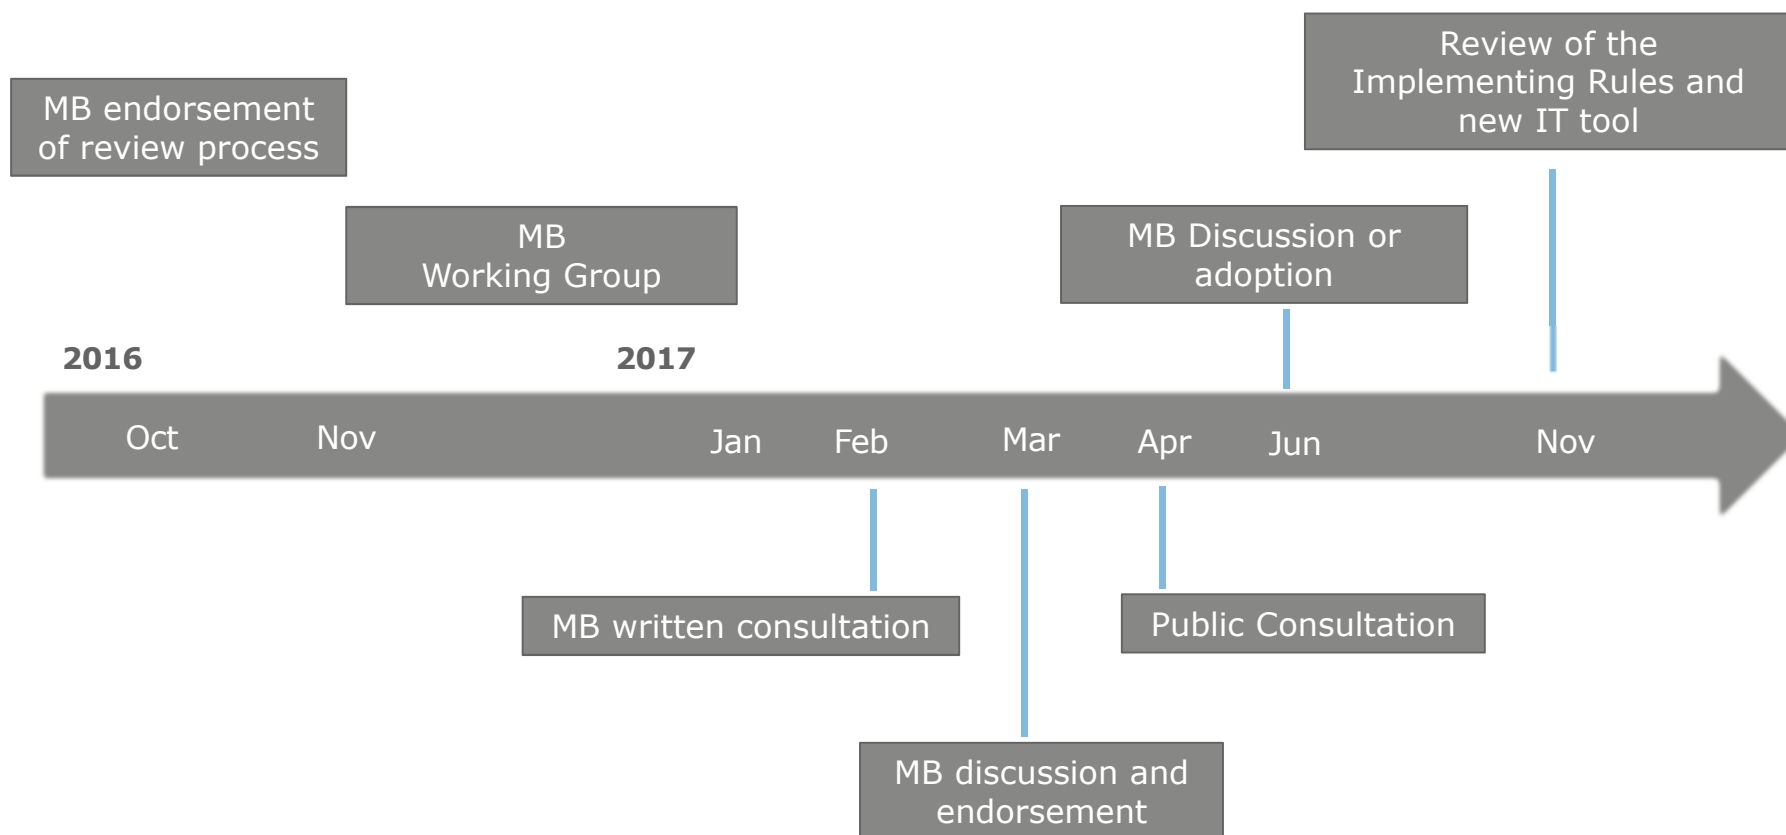 Review of the
Implementing Rules and
new IT tool
MB endorsement
of review process
MB
Working Group
MB Discussion or
adoption
2016
2017
Oct
Nov
Jan
Feb
Mar
Apr
Jun
Nov
MB written consultation
Public Consultation
MB discussion and
endorsement